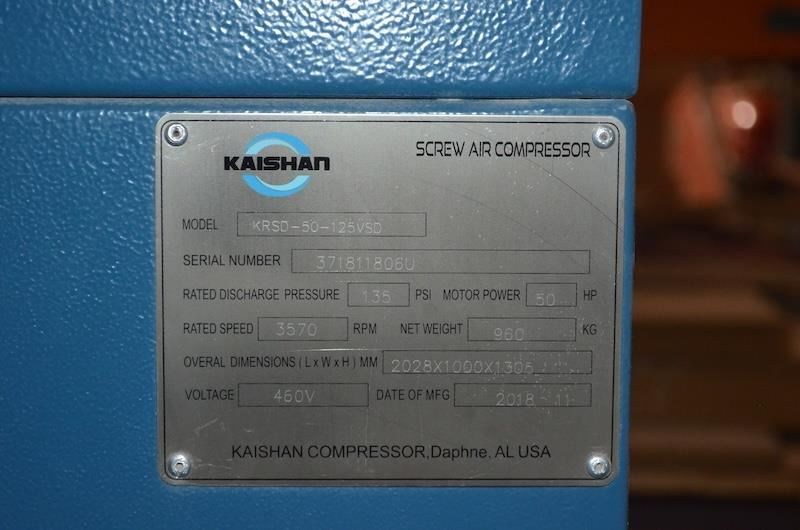 KAISHAN SCREW AIR COMPRESSOR
MODEL KRSD-50-125VSD
SERIAL NUMBER 371811806U
RATED DISCHARGE PRESSURE 135 PSI MOTOR POWER 50 HP
RATED SPEED 3570 RPM NET WEIGHT 960 KG
OVERAL DIMENSIONS ( L x W x H ) MM 2028X1000X1305
VOLTAGE 460V DATE OF MFG 2018-11
KAISHAN COMPRESSOR,Daphne, AL USA